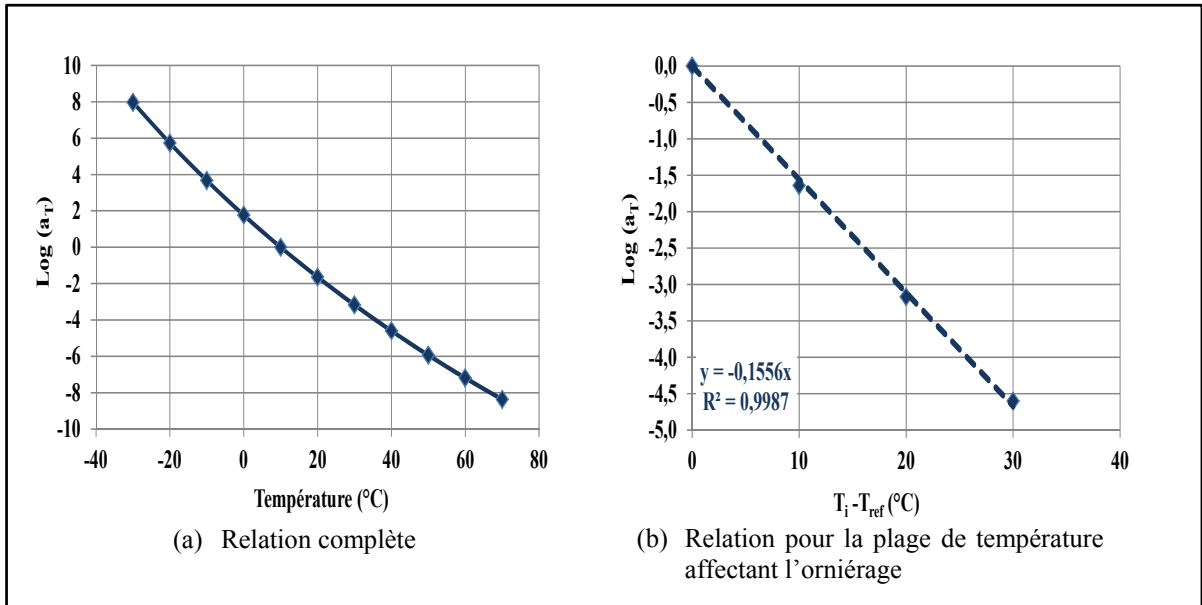 10
8
6
4
2
0
-2
-4
-6
-8
-10
-40 -20 0 20 40 60 80
Log (aT)
Température (°C)
(a) Relation complète
0,0
-0,5
-1,0
-1,5
-2,0
-2,5
-3,0
-3,5
-4,0
-4,5
-5,0
0 10 20 30 40
Log (aT)
y = -0,1556x
R² = 0,9987
Ti -Tref (°C)
(b) Relation pour la plage de température
affectant l’orniérage